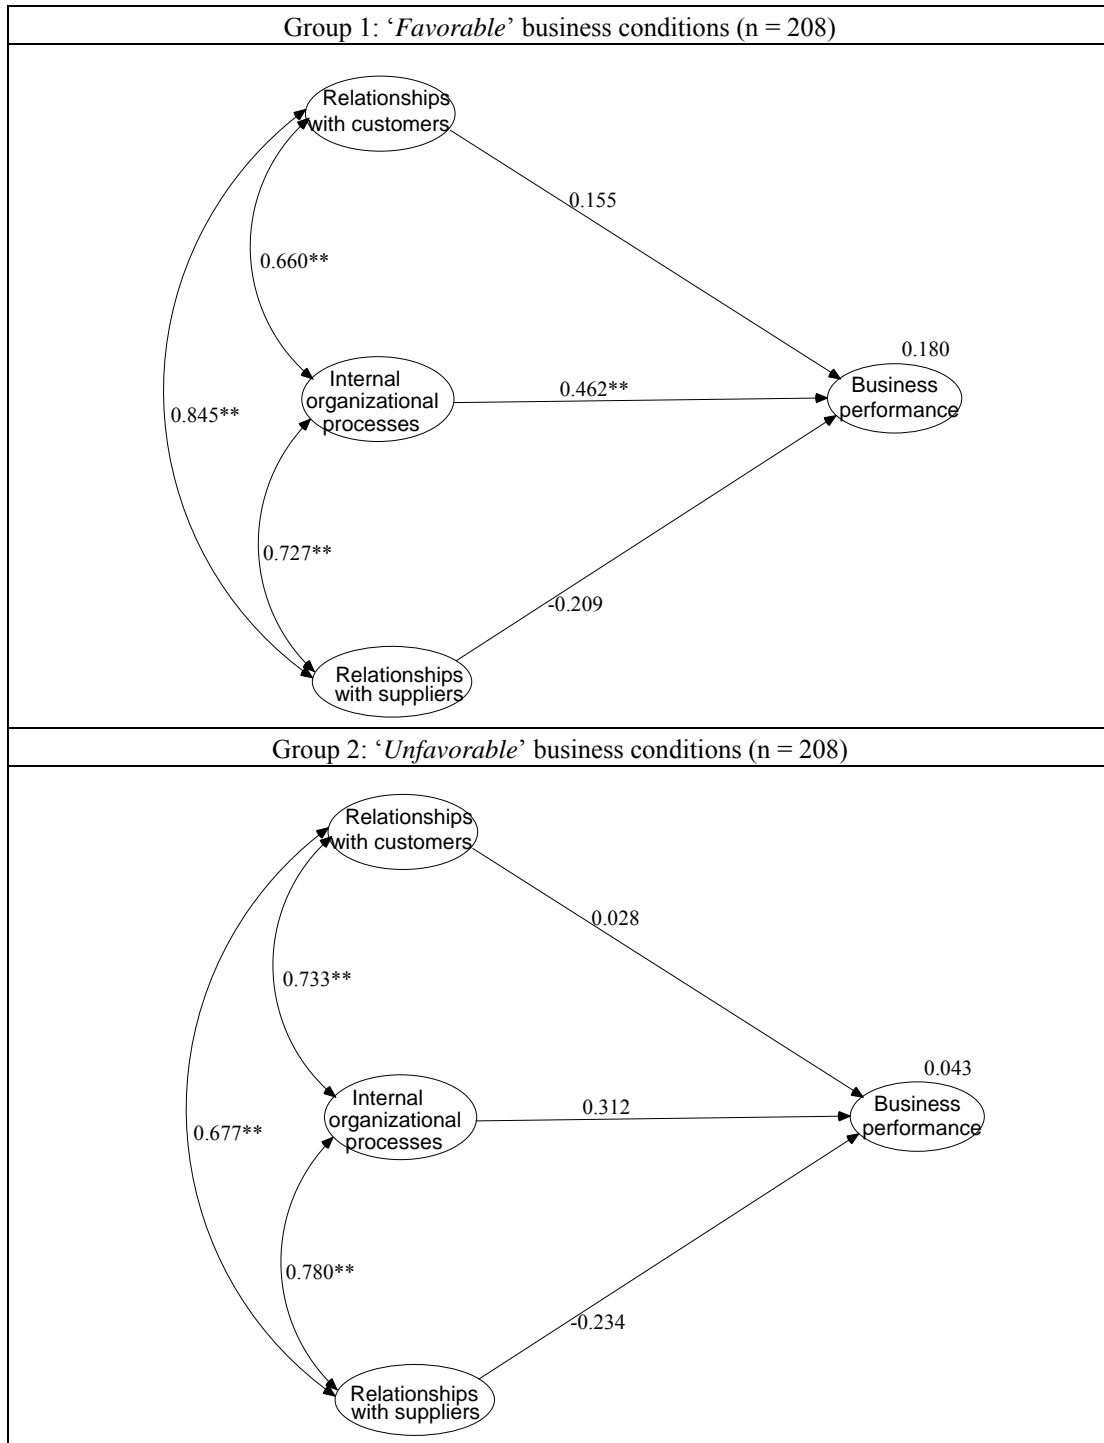 Group 1: ‘Favorable’ business conditions (n = 208)
Relationships
with customers
0.155
0.660**
0.180
Internal
organizational
processes
0.462**
Business
performance
0.845**
0.727**
-0.209
Relationships
with suppliers
Group 2: ‘Unfavorable’ business conditions (n = 208)
Relationships
with customers
0.028
0.733**
0.043
Internal
organizational
processes
0.312
Business
performance
0.677**
0.780**
-0.234
Relationships
with suppliers